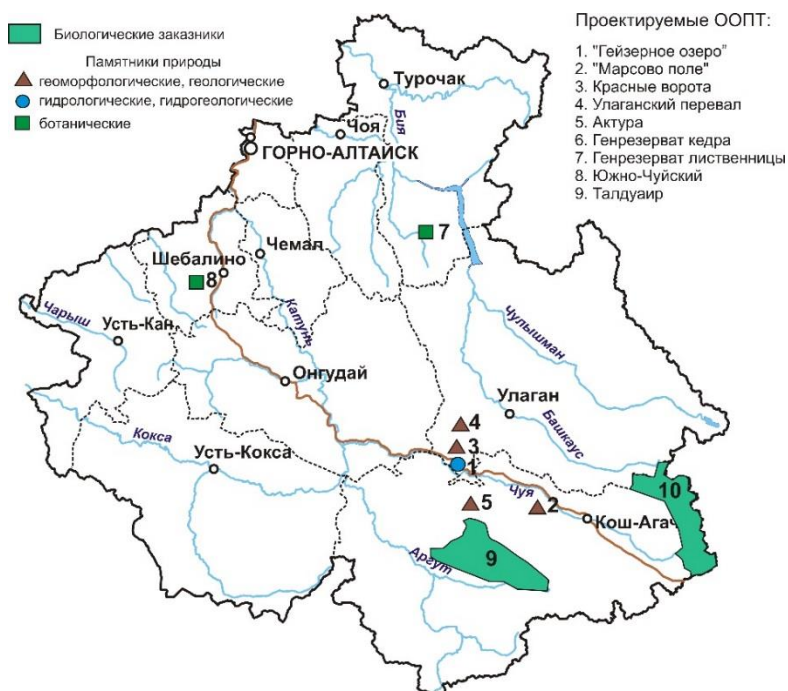 Биологические заказники
Памятники природы
геоморфологические, геологические
гидрологические, гидрогеологические
ботанические
Проектируемые ООПТ:
1. "Гейзерное озеро"
2. "Марсово поле"
3. Красные ворота
4. Улаганский перевал
5. Актура
6. Генрезерват кедра
7. Генрезерват лиственницы
8. Южно-Чуйский
9. Талдуаир
Турочак
Бия
Чоя
ГОРНО-АЛТАЙСК
7
Чемал
Шебалино
8
Чарыш
Усть-Кан
Катунь
Чулышман
Онгудай
Улаган
Башкаус
4
3
Кокса
Усть-Кокса
1
10
Чуя
5
2
Кош-Агач
Аргут
9